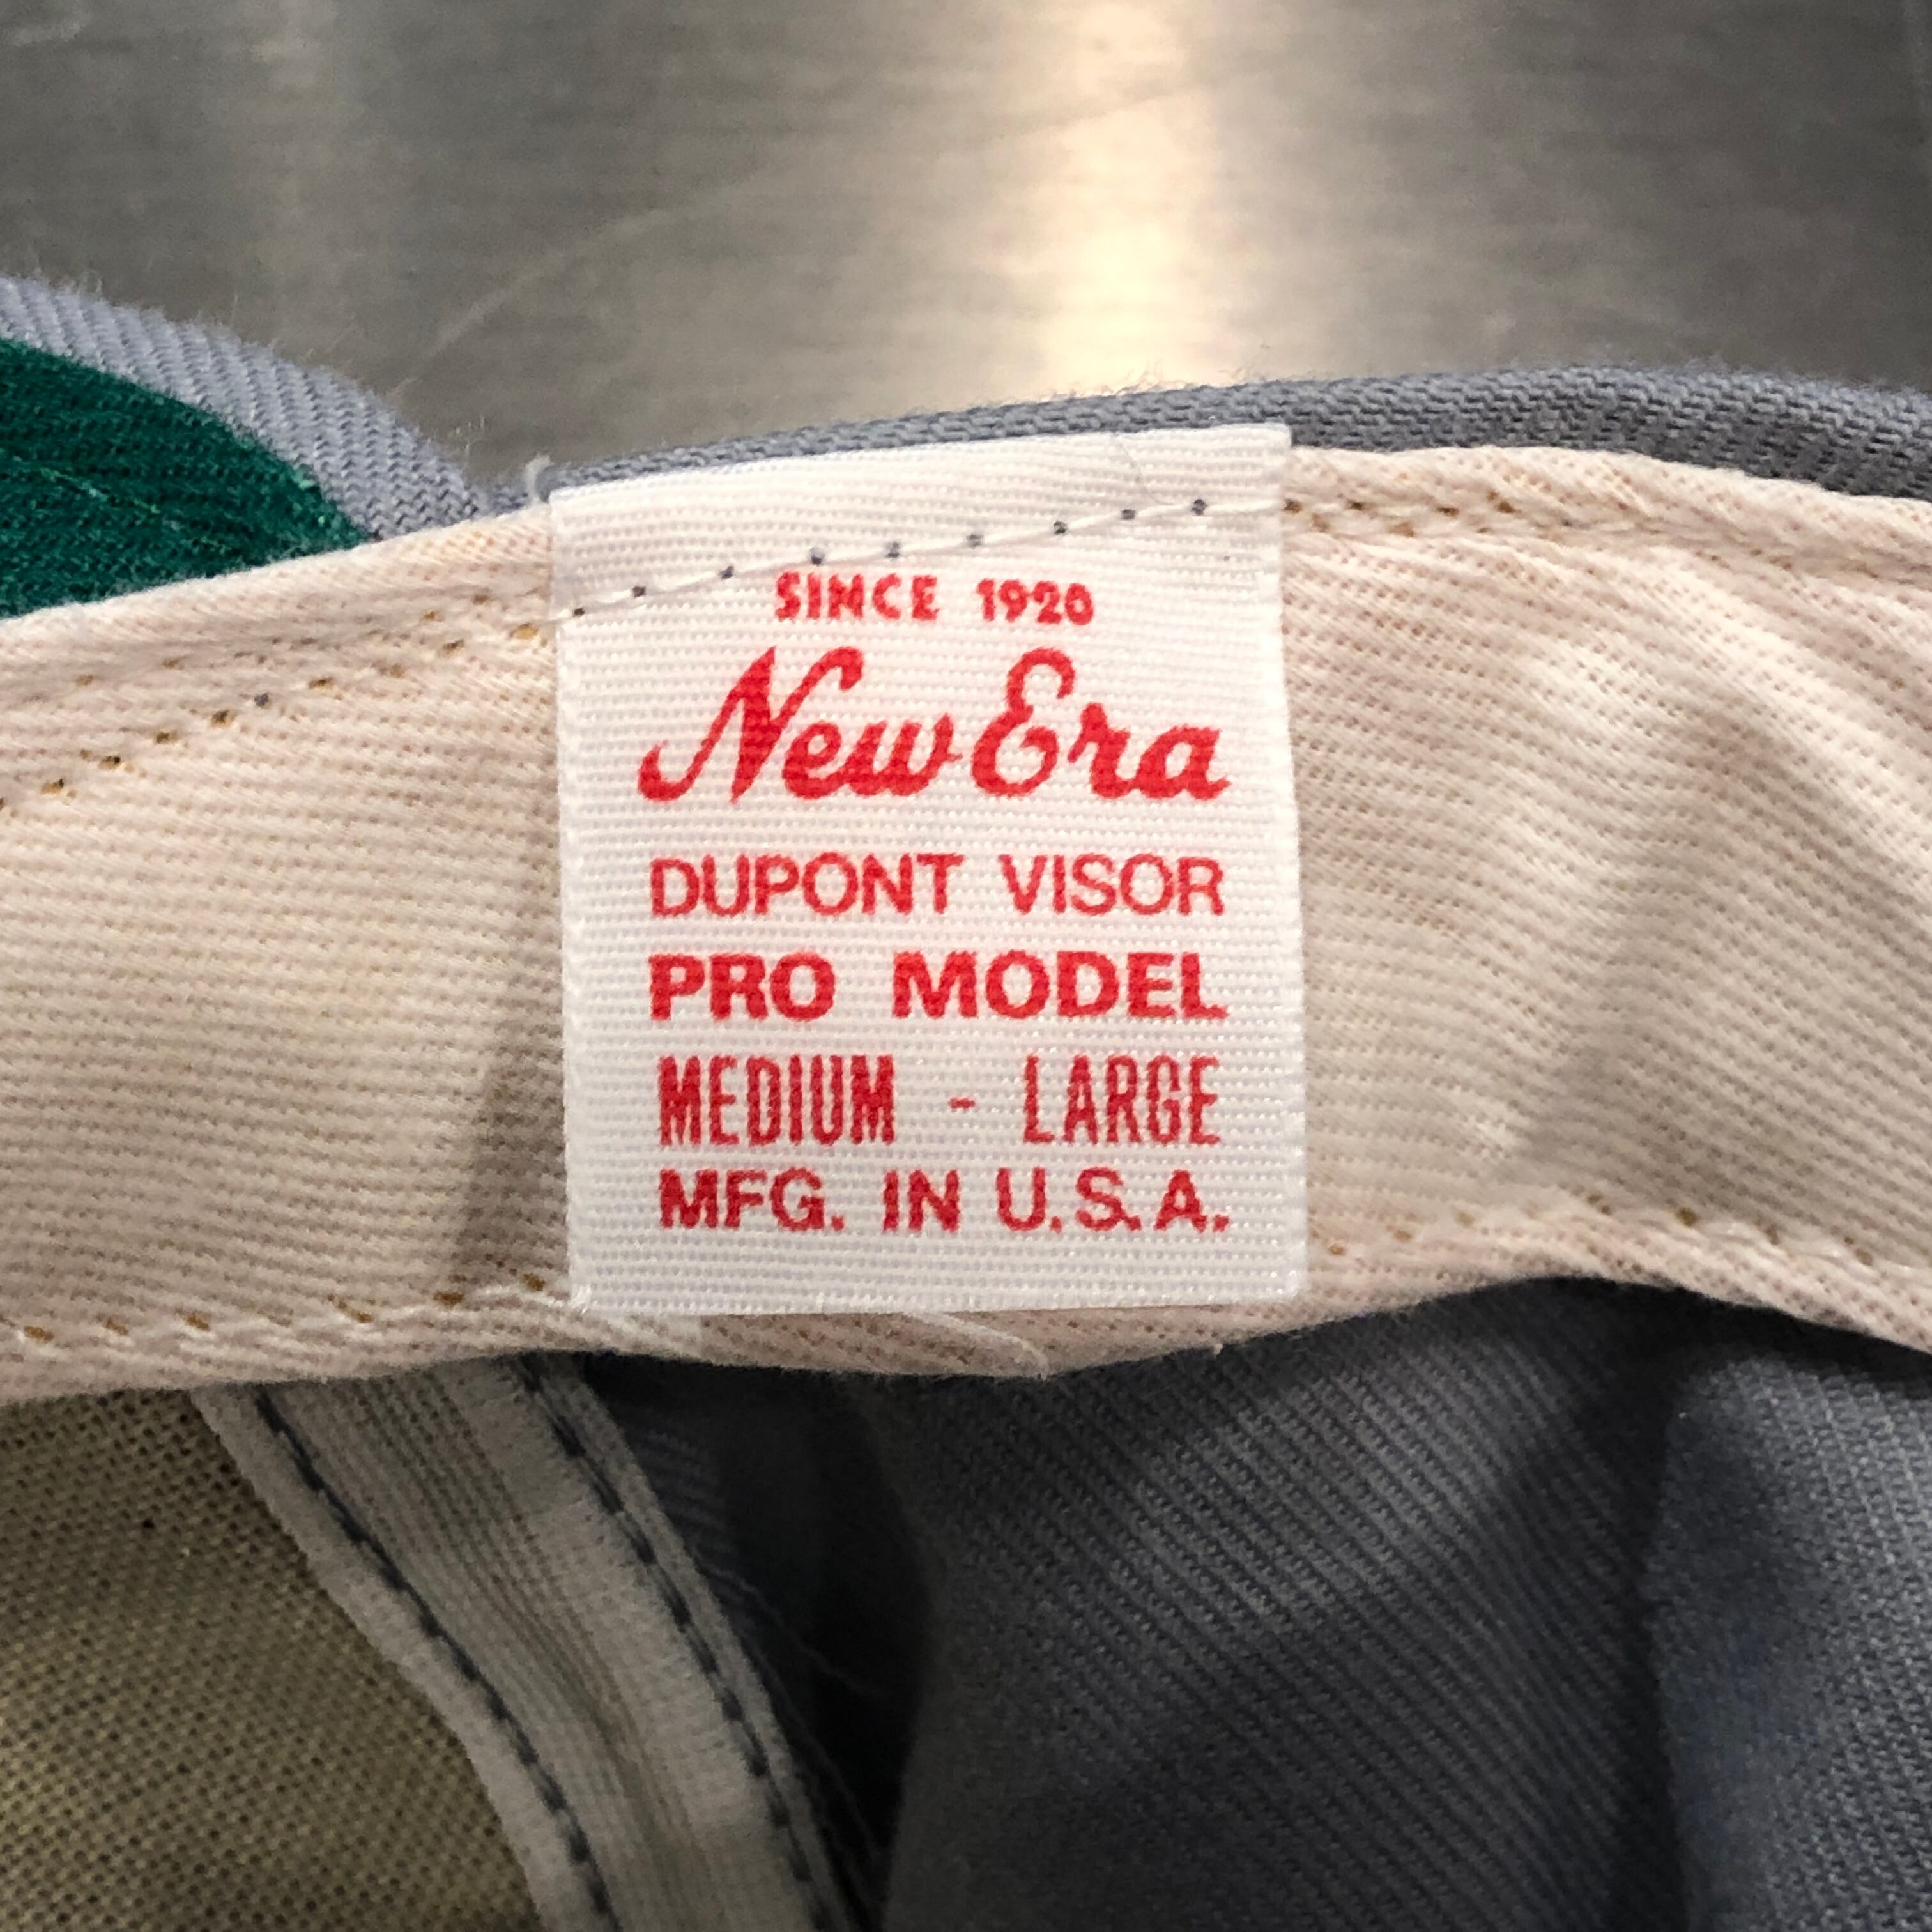 SINCE 1920
New Era
DUPONT VISOR
PRO MODEL
MEDIUM - LARGE
MFG. IN U.S.A.